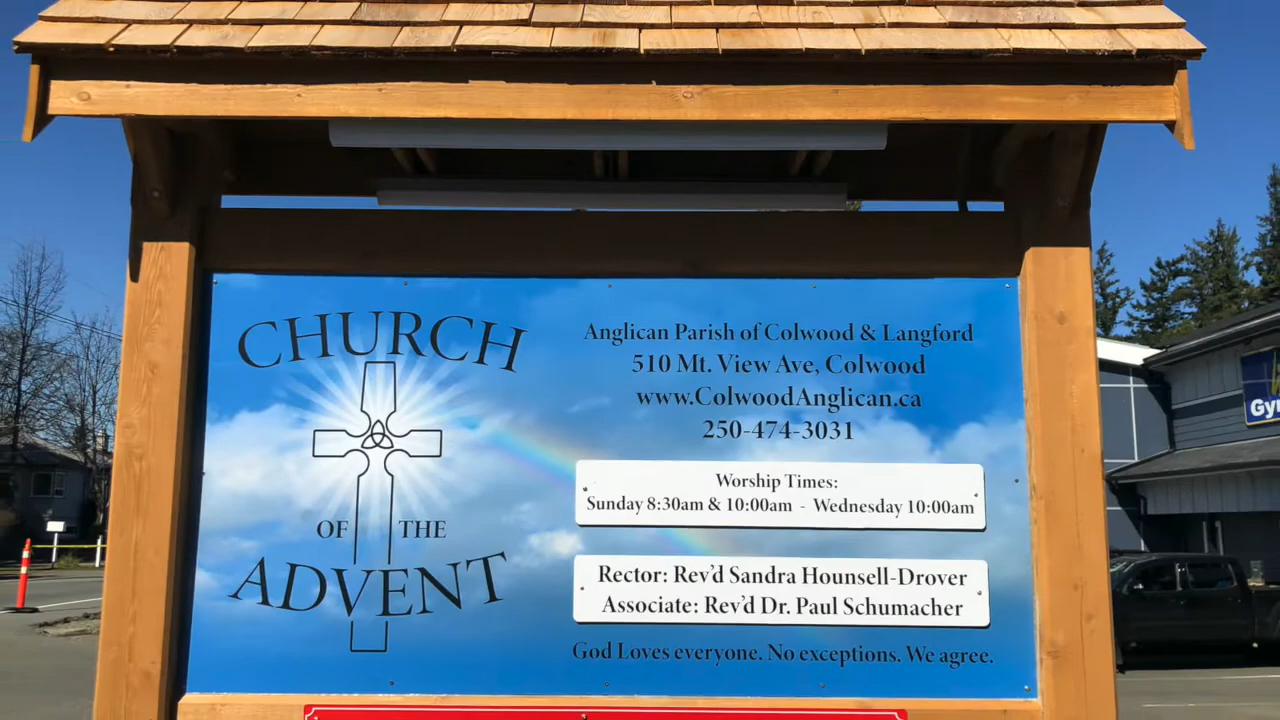 CHURCH
OF THE
ADVENT
Anglican Parish of Colwood & Langford
510 Mt. View Ave, Colwood
www.ColwoodAnglican.ca
250-474-3031
Worship Times:
Sunday 8:30am & 10:00am - Wednesday 10:00am
Rector: Rev'd Sandra Hounsell-Drover
Associate: Rev'd Dr. Paul Schumacher
God Loves everyone. No exceptions. We agree.